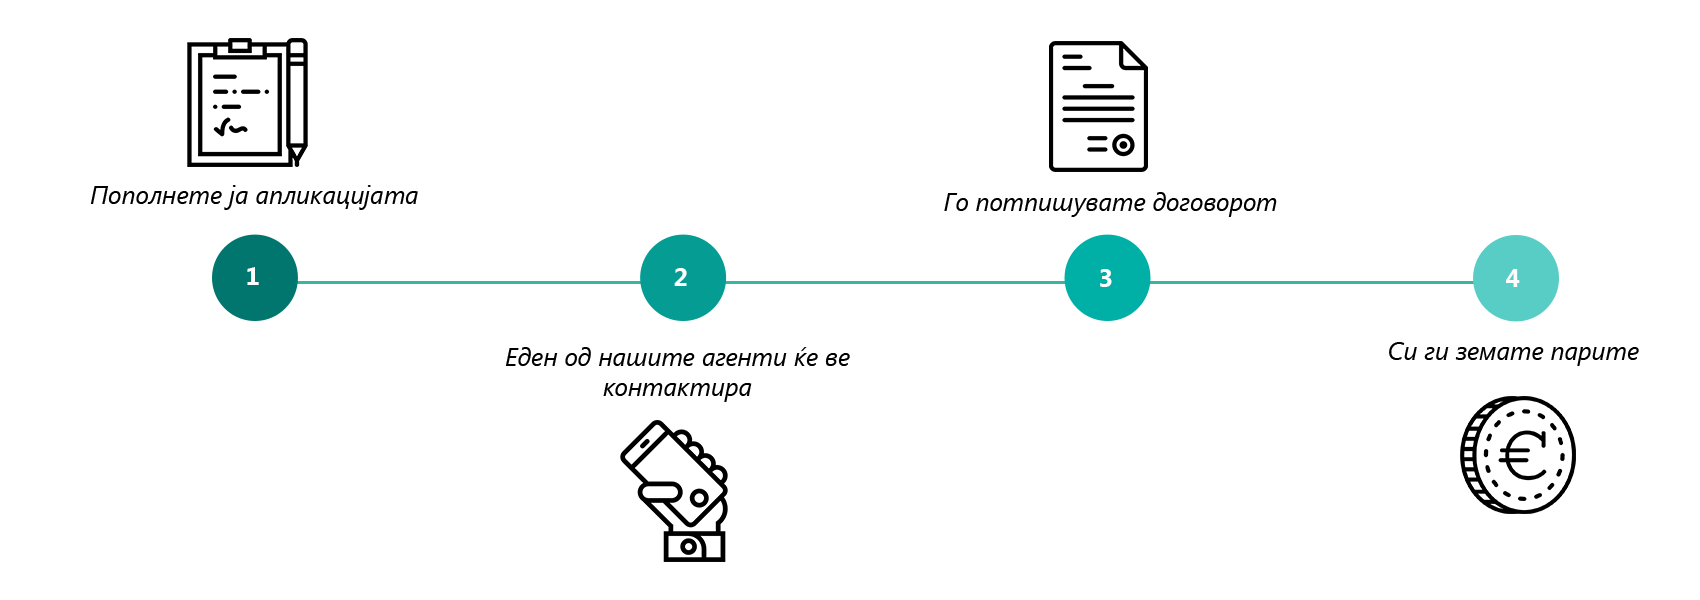 Пополнете ја апликацијата
Го потпишувате договорот
1
2
3
4
Еден од нашите агенти ќе ве
контактира
Си ги земате парите